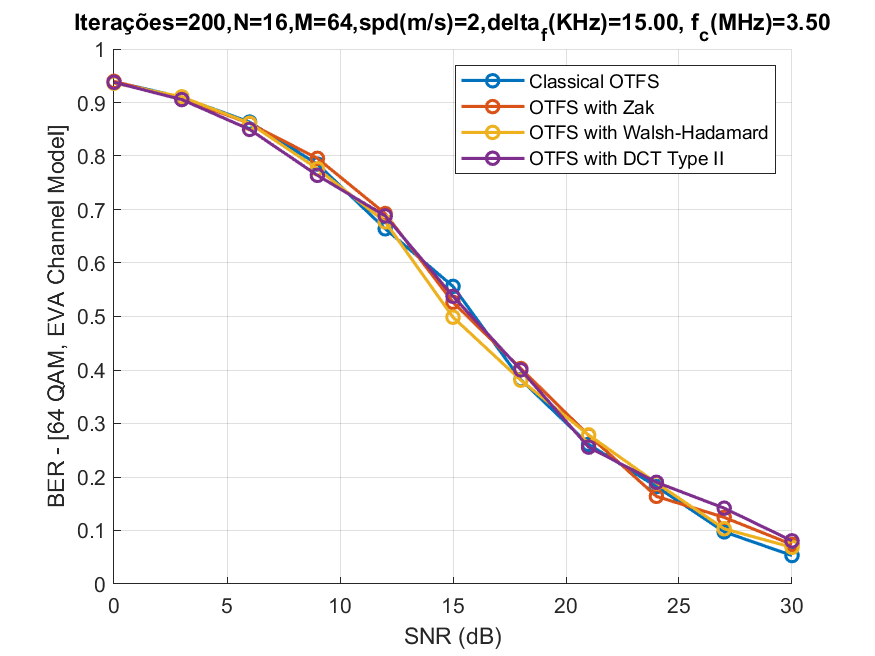 Iterações=200,N=16,M=64,spd(m/s)=2,delta_f(KHz)=15.00, f_c(MHz)=3.50
Classical OTFS
OTFS with Zak
OTFS with Walsh-Hadamard
OTFS with DCT Type II
BER - [64 QAM, EVA Channel Model]
1
0.9
0.8
0.7
0.6
0.5
0.4
0.3
0.2
0.1
0
0 5 10 15 20 25 30
SNR (dB)